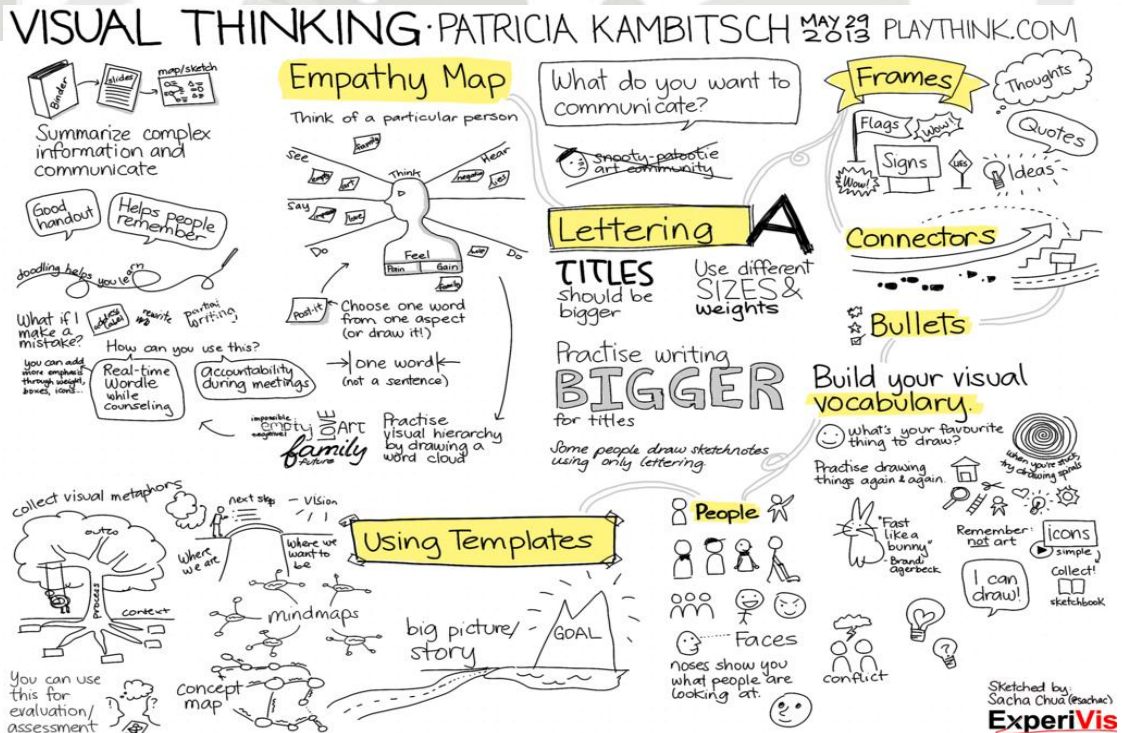 VISUAL THINKING · PATRICIA KAMBITSCH MAY 29 2013 PLAYTHINK.COM
Binder
slides
map/sketch
Summarize complex
information and
communicate
Good
handout
Helps people
remember
doodling helps you learn
What if I
make a
mistake?
address
label
rewrite
partial
writing
you can add
more emphasis
through weight,
boxes, icons...
How can you use this?
Real-time
Wordle
while
counseling
accountability
during meetings
Empathy Map
Think of a particular person
family
See
Think
Hear
empty
art
negative
lies
Say
love
Do
Feel
Pain
Gain
Do
family
Post-it
Choose one word
from one aspect
(or draw it!)
one word
(not a sentence)
impossible
empty
LOVE
ART
family
future
Practise
visual hierarchy
by drawing a
word cloud
What do you want to
communicate?
snooty-patootie
art community
Lettering A
TITLES
should be
bigger
Use different
SIZES &
weights
Practise writing
BIGGER
for titles
Some people draw sketchnotes
using only lettering.
Frames
Thoughts
Flags
Wow!
Quotes
Signs
Wow!
Ideas
Connectors
Bullets
Build your visual
vocabulary.
what's your favourite
thing to draw?
when you're stuck,
try drawing spirals
Practise drawing
things again & again.
"Fast
like a
bunny"
- Brandi
agerbeck
Remember:
not art
icons
simple
Collect!
sketchbook
I can
draw!
People
Faces
noses show you
what people are
looking at.
conflict
collect visual metaphors
outzo
process
context
You can use
this for
evaluation/
assessment
next step
Vision
Where
we are
Where we
want to
be
mindmaps
concept
map
Using Templates
big picture/
story
GOAL
Sketched by:
Sacha Chua (@sachac)
ExperiVis